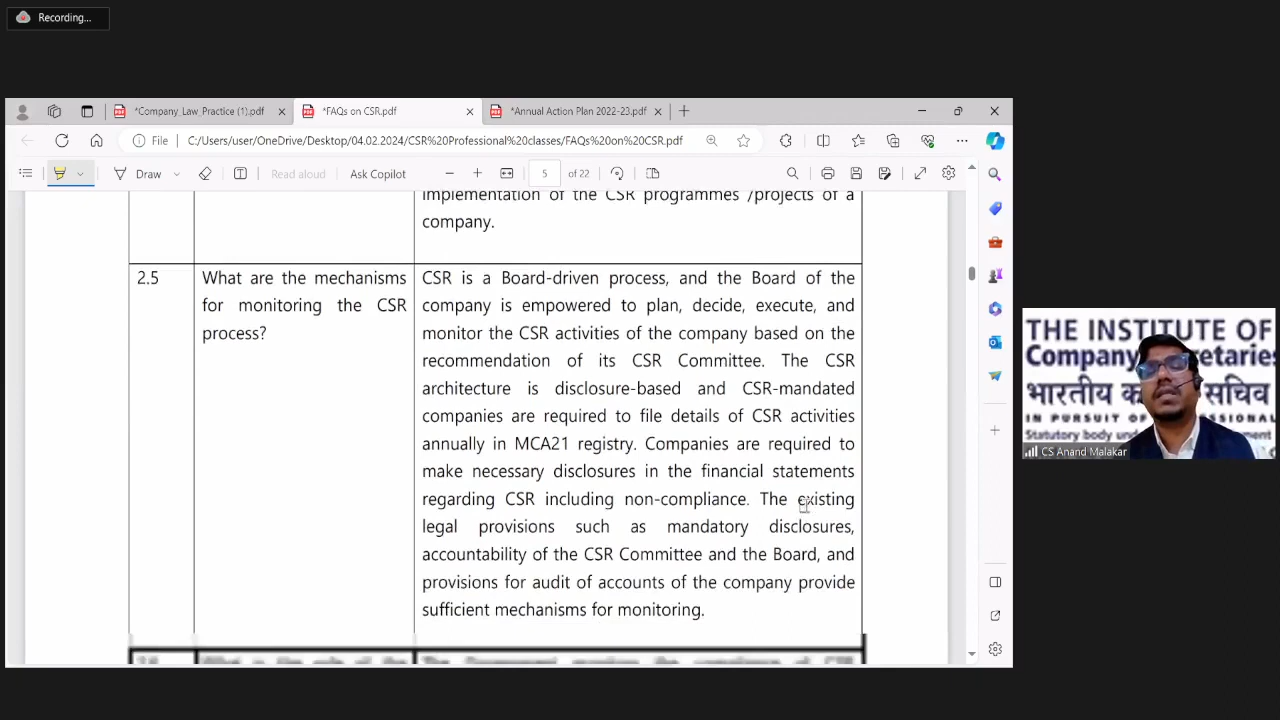 Recording...
*Company_Law_Practice (1).pdf
*FAQs on CSR.pdf
*Annual Action Plan 2022-23.pdf
File
C:/Users/user/OneDrive/Desktop/04.02.2024/CSR%20Professional%20classes/FAQs%20on%20CSR.pdf
Draw
Read aloud
Ask Copilot
5 of 22
implementation of the CSR programmes /projects of a
company.
2.5
What are the mechanisms
for monitoring the CSR
process?
CSR is a Board-driven process, and the Board of the
company is empowered to plan, decide, execute, and
monitor the CSR activities of the company based on the
recommendation of its CSR Committee. The CSR
architecture is disclosure-based and CSR-mandated
companies are required to file details of CSR activities
annually in MCA21 registry. Companies are required to
make necessary disclosures in the financial statements
regarding CSR including non-compliance. The existing
legal provisions such as mandatory disclosures,
accountability of the CSR Committee and the Board, and
provisions for audit of accounts of the company provide
sufficient mechanisms for monitoring.
THE INSTITUTE OF
Company
भारतीय सचिव
IN PURSUIT OF
Statutory body
CS Anand Malakar